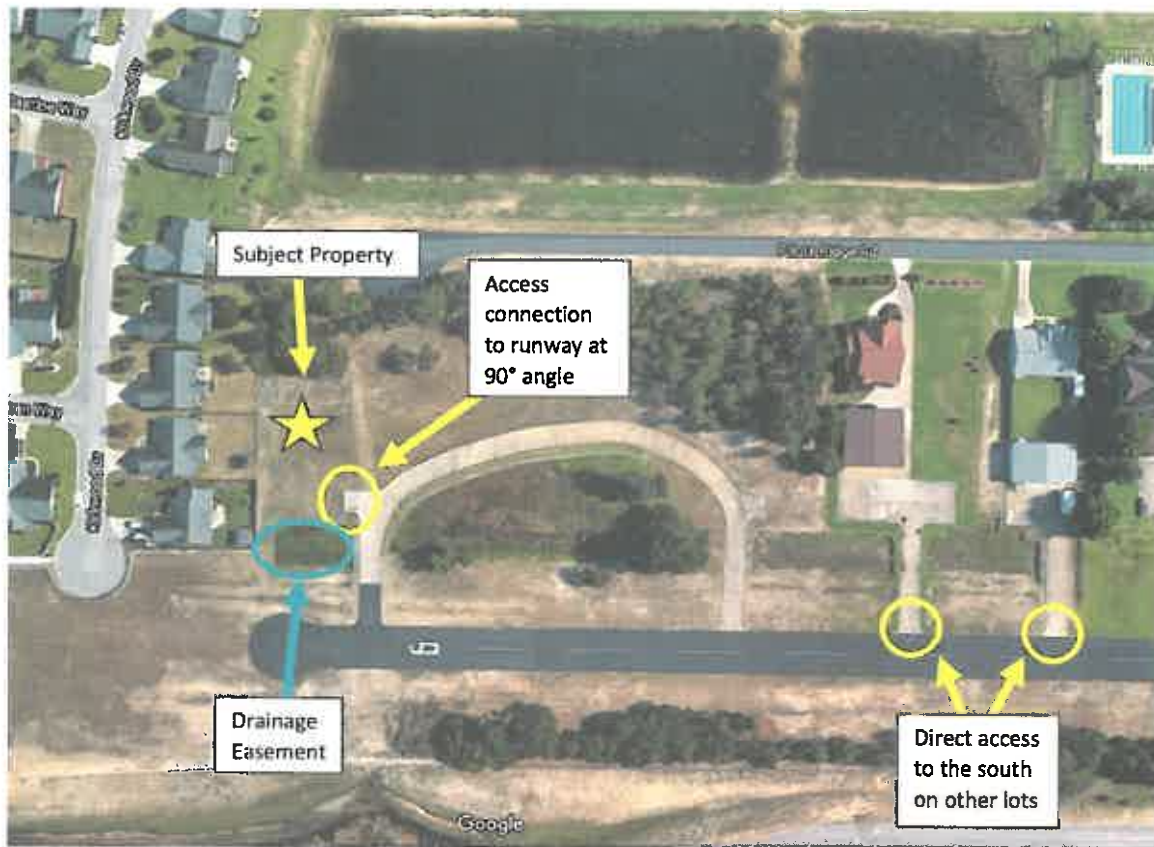 Subject Property
Access
connection
to runway at
90° angle
Drainage
Easement
Direct access
to the south
on other lots
9
Google